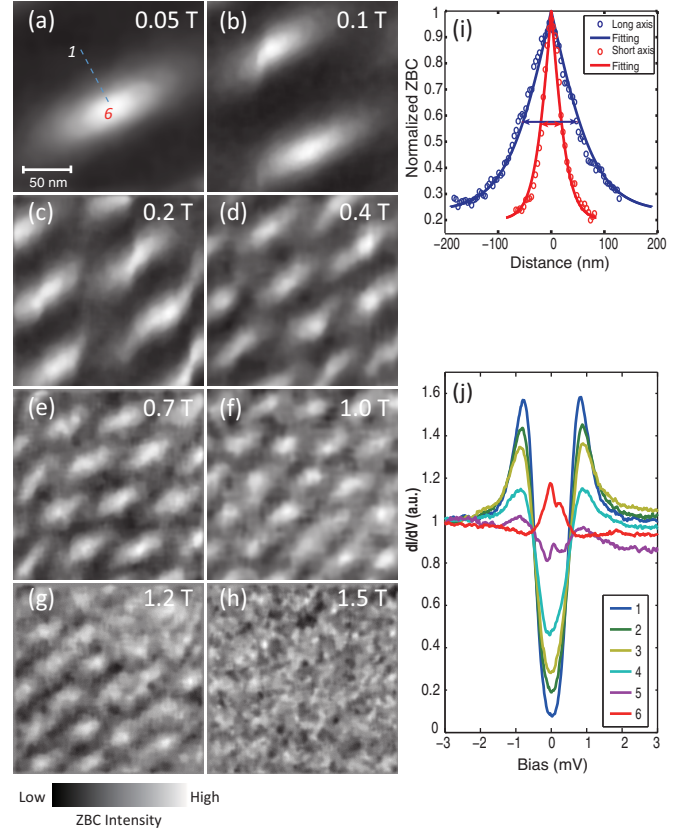 (a) 0.05 T
1
6
50 nm
(b) 0.1 T
(c) 0.2 T
(d) 0.4 T
(e) 0.7 T
(f) 1.0 T
(g) 1.2 T
(h) 1.5 T
Low High
ZBC Intensity
(i)
Long axis
Fitting
Short axis
Fitting
Normalized ZBC
1
0.9
0.8
0.7
0.6
0.5
0.4
0.3
0.2
−200 −100 0 100 200
Distance (nm)
(j)
dI/dV (a.u.)
1.6
1.4
1.2
1
0.8
0.6
0.4
0.2
0
1
2
3
4
5
6
−3 −2 −1 0 1 2 3
Bias (mV)